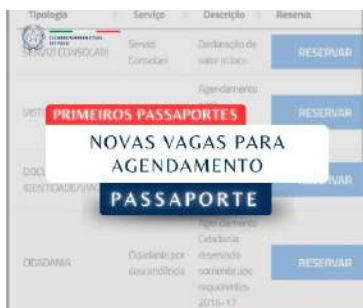 Tipologia Serviço Descrição Reserva
SERVIZI CONSOLARI Servizi Consolari Declaração de valor in loco RESERVAR
Agendamento
RESERVAR
PRIMEIROS PASSAPORTES
NOVAS VAGAS PARA
AGENDAMENTO
PASSAPORTE
RESERVAR
CIDADANIA Cidadania por descendência Agendamento Cidadania reservado somente aos requerentes 2016-17 RESERVAR